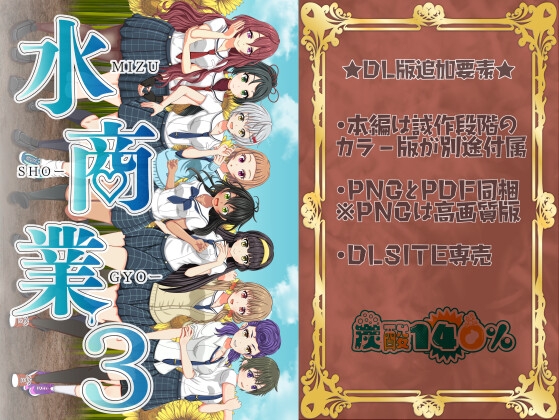 水商業3
MIZU
SHO-
GYO-
★DL版追加要素★
・本編は試作段階の
カラー版が別途付属
・PNGとPDF同梱
※PNGは高画質版
・DLSITE専売
炭酸140%